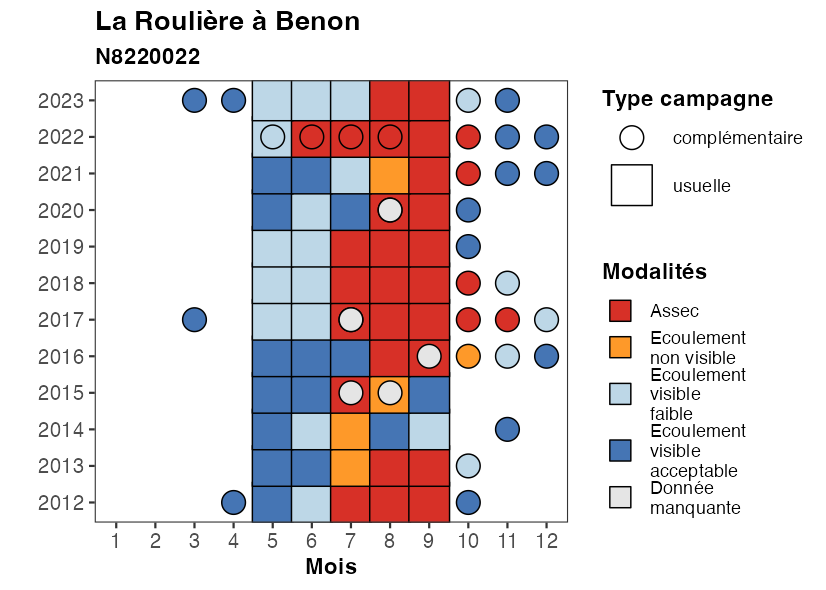 La Roulière à Benon
N8220022
2023
2022
2021
2020
2019
2018
2017
2016
2015
2014
2013
2012
1 2 3 4 5 6 7 8 9 10 11 12
Mois
Type campagne
complémentaire
usuelle
Modalités
Assec
Ecoulement
non visible
Ecoulement
visible
faible
Ecoulement
visible
acceptable
Donnée
manquante